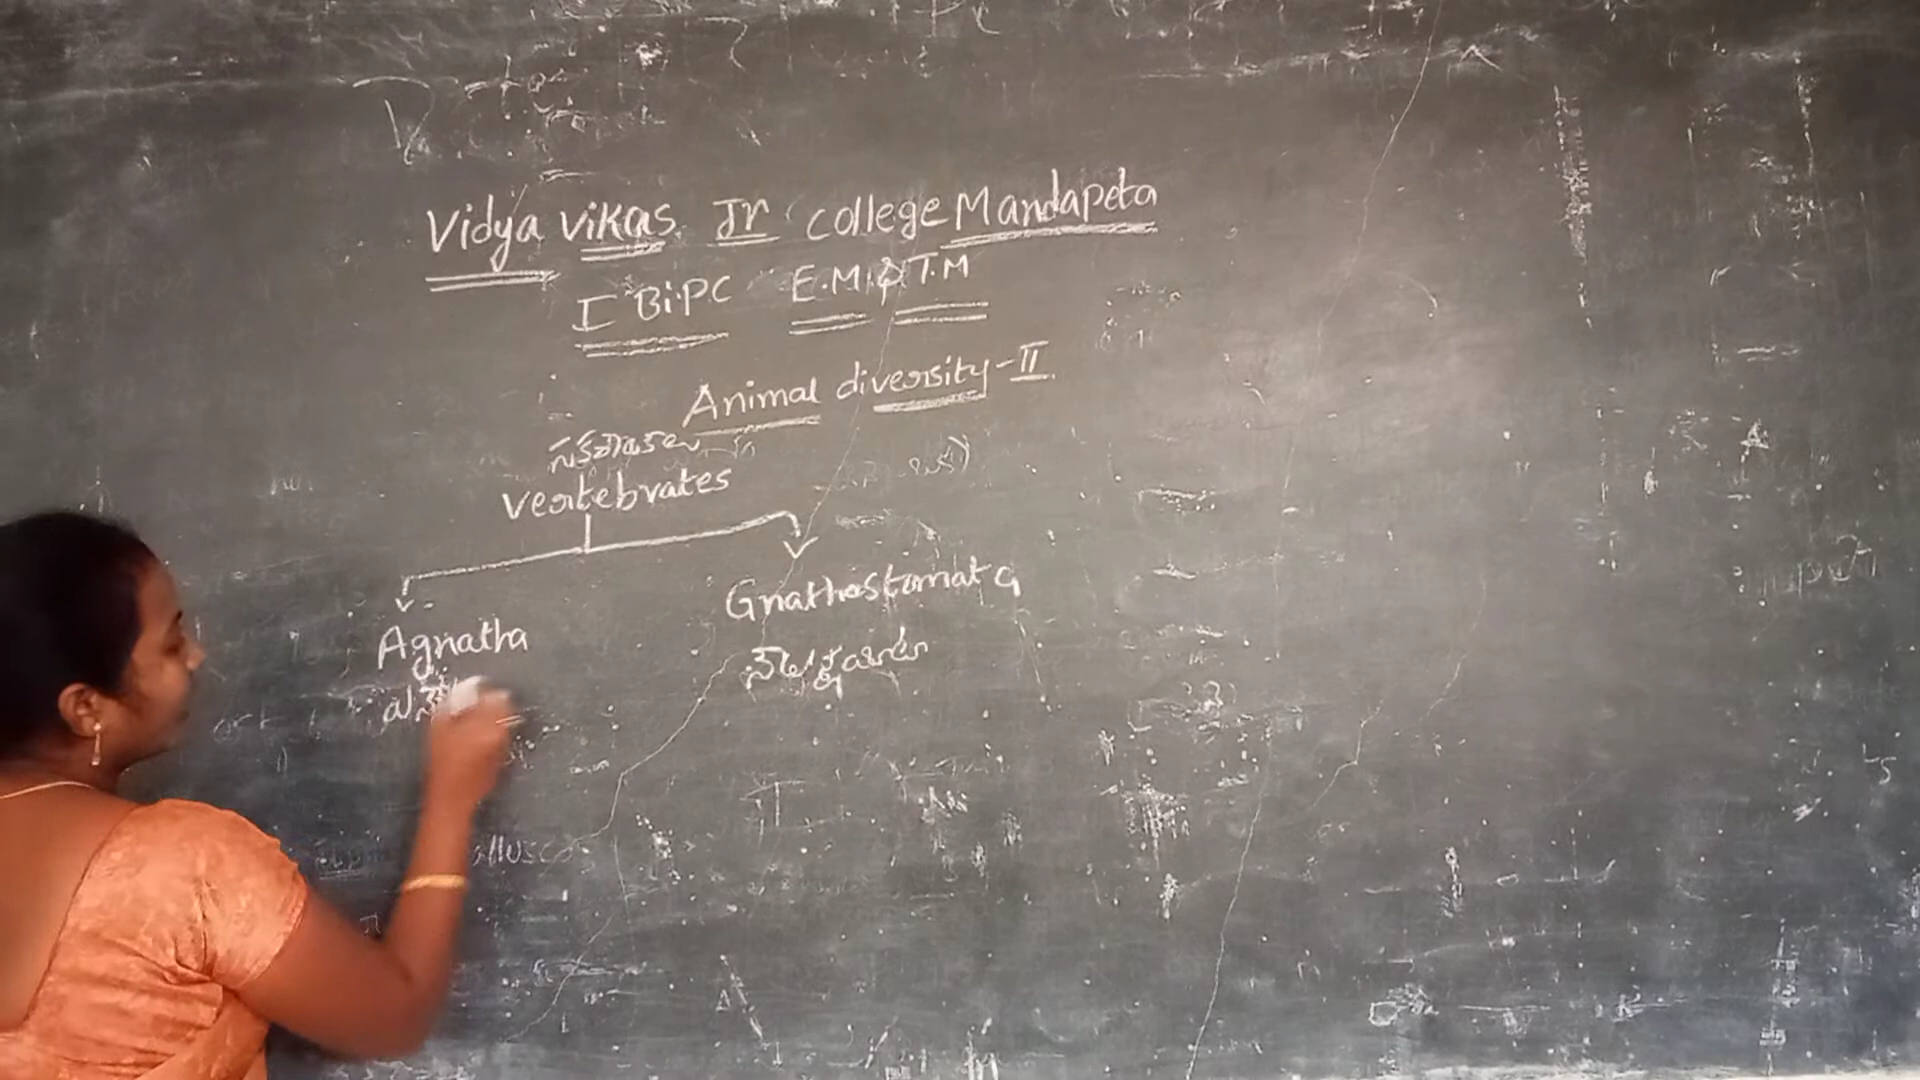 Vidya Vikas Jr college Mandapeta
I Bi.P.C E.M & T.M
Animal diversity-II
సకశేరుకాలు
vertebrates
Agnatha
Gnathostomata